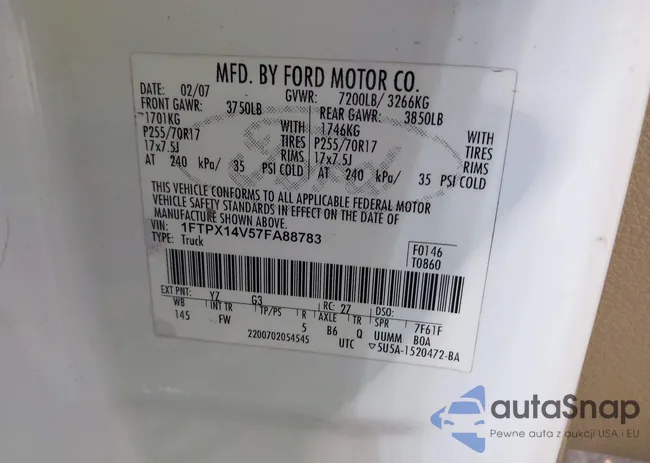 MFD. BY FORD MOTOR CO.
DATE: 02/07 GVWR: 7200LB/ 3266KG
FRONT GAWR: 3750LB REAR GAWR: 3850LB
1701KG WITH 1746KG WITH
P255/70R17 TIRES P255/70R17 TIRES
17x7.5J RIMS 17x7.5J RIMS
AT 240 kPa/ 35 PSI COLD AT 240 kPa/ 35 PSI COLD
THIS VEHICLE CONFORMS TO ALL APPLICABLE FEDERAL MOTOR
VEHICLE SAFETY STANDARDS IN EFFECT ON THE DATE OF
MANUFACTURE SHOWN ABOVE.
VIN: 1FTPX14V57FA88783
TYPE: Truck
F0146
T0860
EXT PNT: YZ RC: 27 DSO:
WB INT TR TP/PS R AXLE TR SPR 7F61F
145 FW G3 5 B6 Q UUMM BOA
2200702054545 UTC ▽5U5A-1520472-BA
autaSnap
Pewne auta z aukcji USA i EU